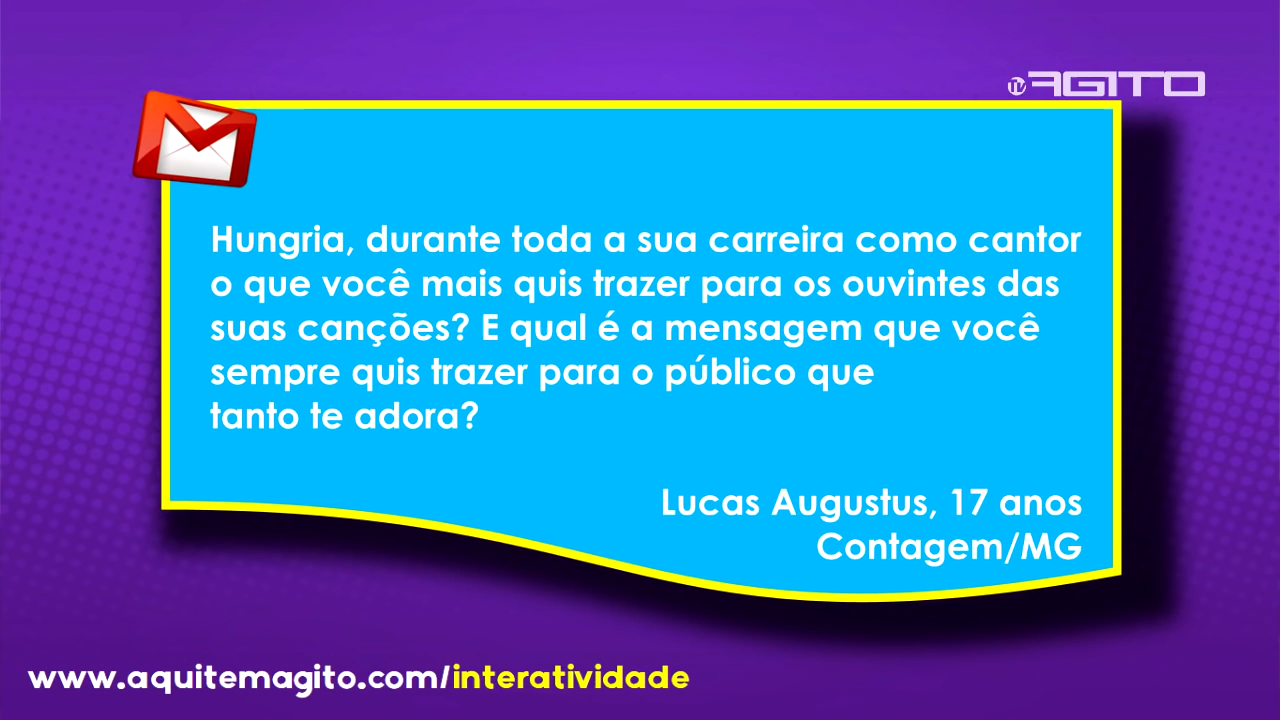 TV AGITO
Hungria, durante toda a sua carreira como cantor
o que você mais quis trazer para os ouvintes das
suas canções? E qual é a mensagem que você
sempre quis trazer para o público que
tanto te adora?
Lucas Augustus, 17 anos
Contagem/MG
www.aquitemagito.com/interatividade